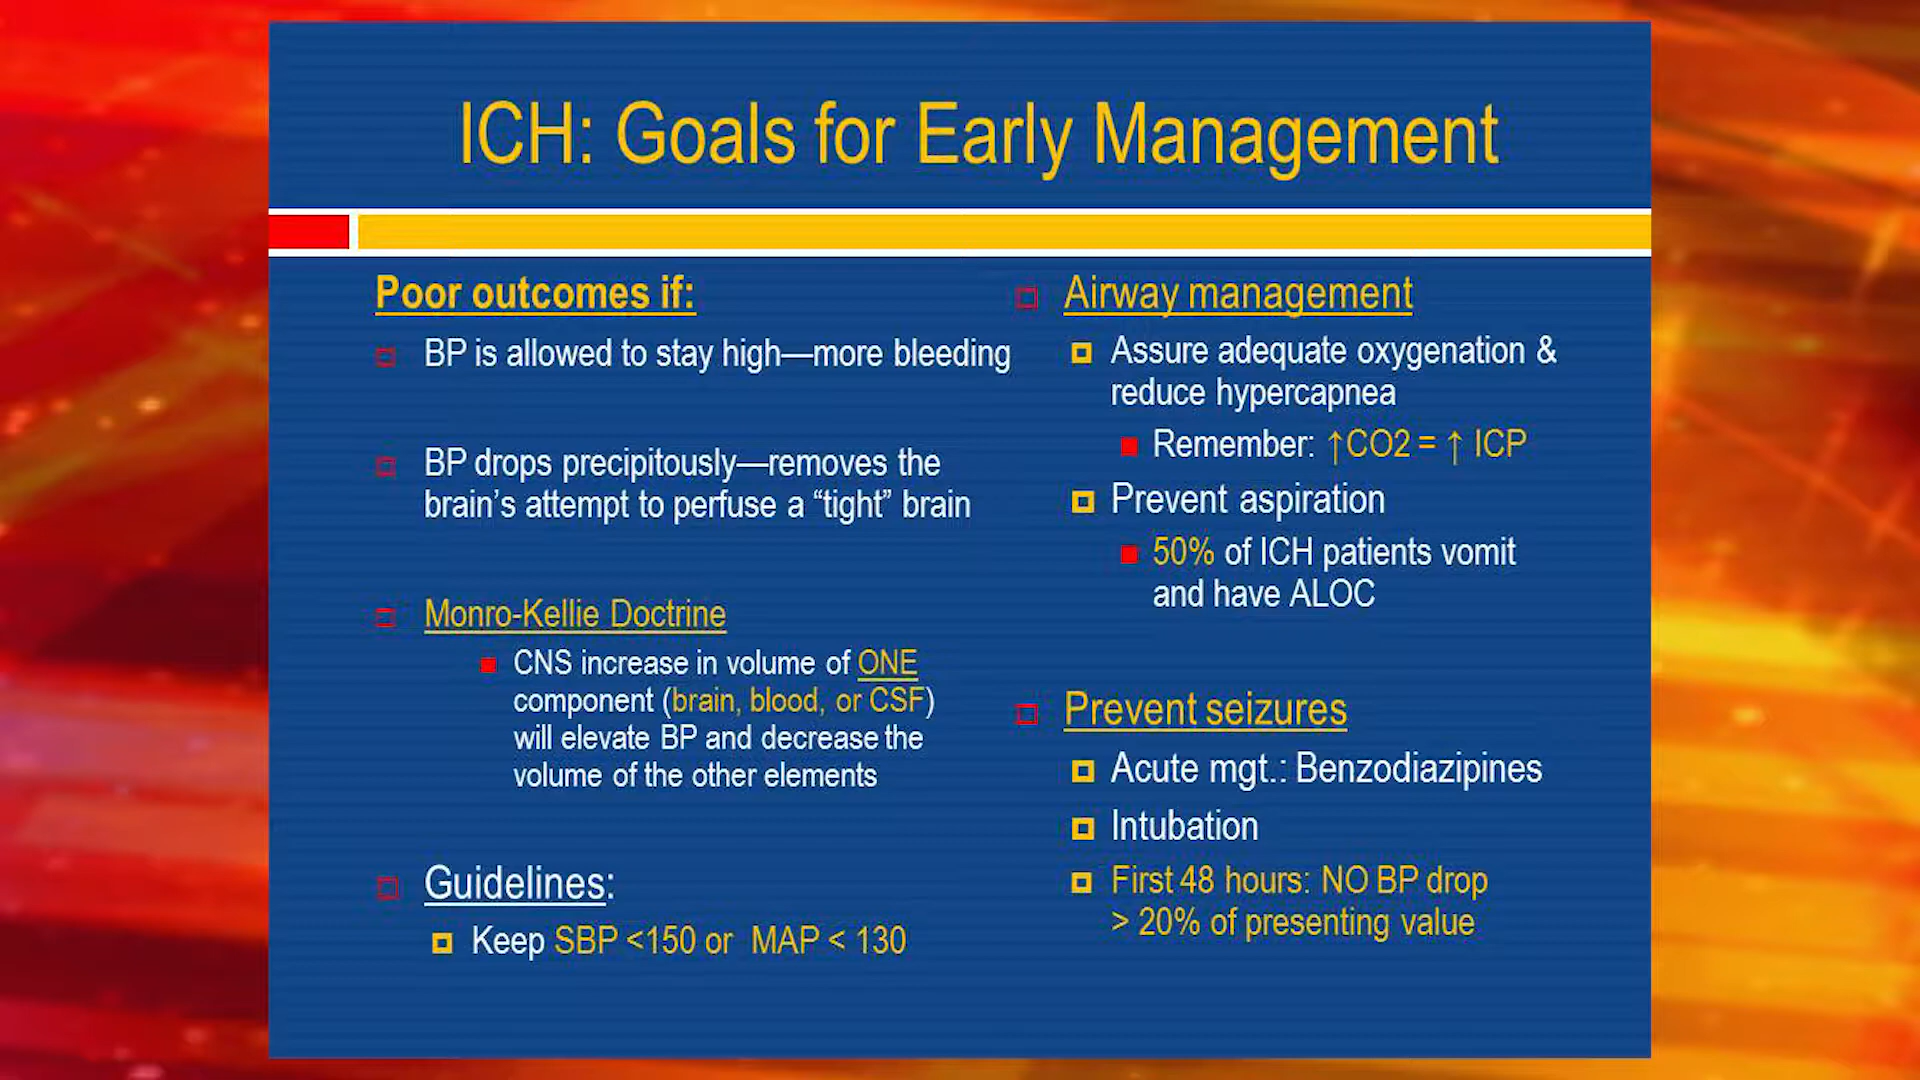 ICH: Goals for Early Management
Poor outcomes if:
BP is allowed to stay high—more bleeding
BP drops precipitously—removes the
brain’s attempt to perfuse a “tight” brain
Monro-Kellie Doctrine
CNS increase in volume of ONE
component (brain, blood, or CSF)
will elevate BP and decrease the
volume of the other elements
Guidelines:
Keep SBP <150 or MAP < 130
Airway management
Assure adequate oxygenation &
reduce hypercapnea
Remember: ↑CO2 = ↑ ICP
Prevent aspiration
50% of ICH patients vomit
and have ALOC
Prevent seizures
Acute mgt.: Benzodiazipines
Intubation
First 48 hours: NO BP drop
> 20% of presenting value